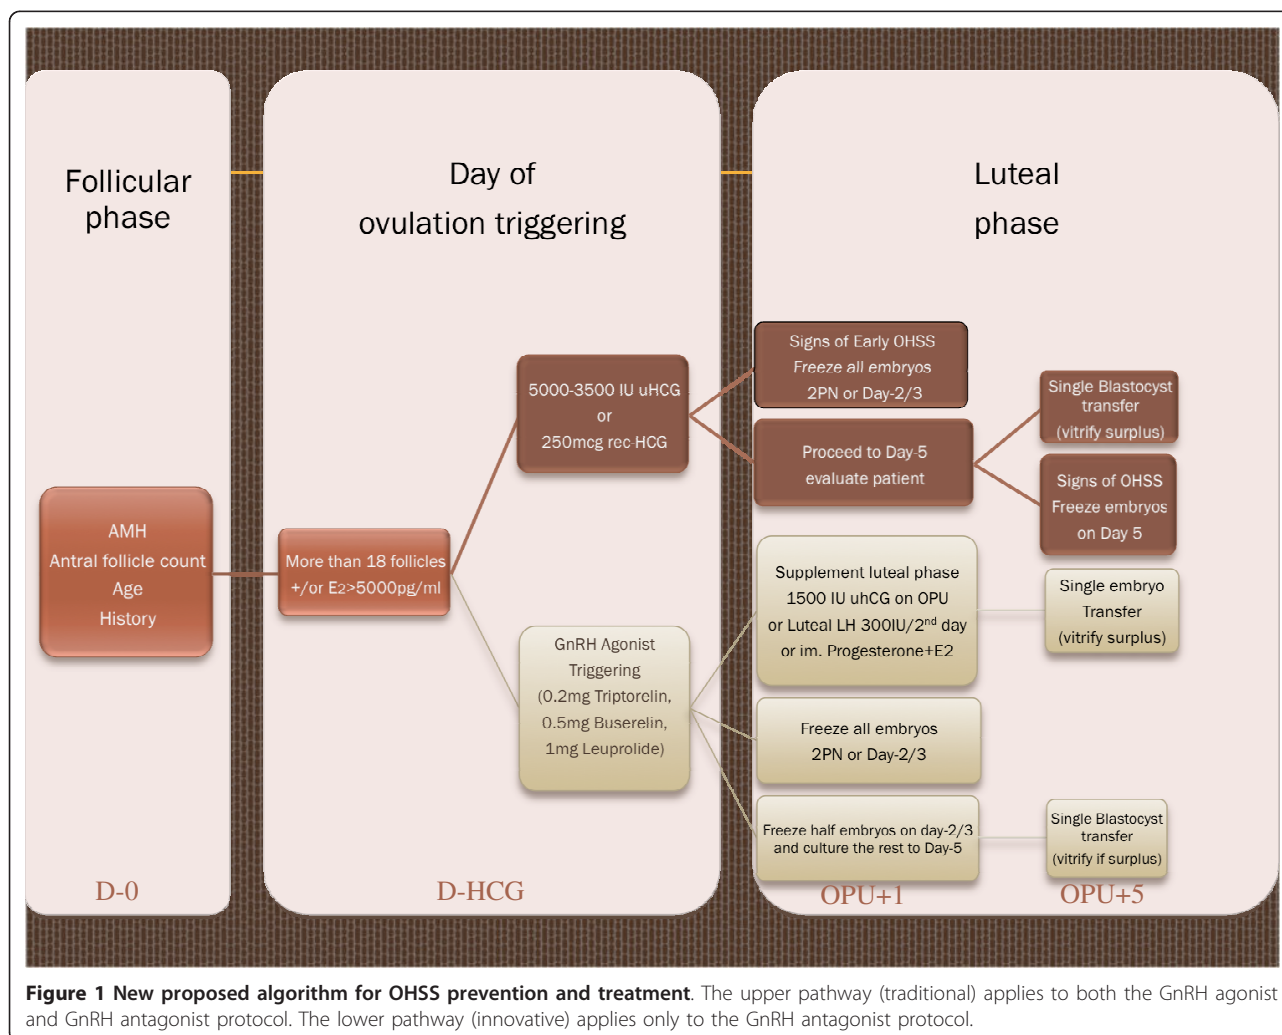 Follicular
phase
Day of
ovulation triggering
Luteal
phase
AMH
Antral follicle count
Age
History
More than 18 follicles
+/or E2>5000pg/ml
5000-3500 IU uHCG
or
250mcg rec-HCG
GnRH Agonist
Triggering
(0.2mg Triptorelin,
0.5mg Buserelin,
1mg Leuprolide)
Signs of Early OHSS
Freeze all embryos
2PN or Day-2/3
Proceed to Day-5
evaluate patient
Single Blastocyst
transfer
(vitrify surplus)
Signs of OHSS
Freeze embryos
on Day 5
Supplement luteal phase
1500 IU uhCG on OPU
or Luteal LH 300IU/2nd day
or im. Progesterone+E2
Single embryo
Transfer
(vitrify surplus)
Freeze all embryos
2PN or Day-2/3
Freeze half embryos on day-2/3
and culture the rest to Day-5
Single Blastocyst
transfer
(vitrify if surplus)
D-0
D-HCG
OPU+1
OPU+5
Figure 1 New proposed algorithm for OHSS prevention and treatment. The upper pathway (traditional) applies to both the GnRH agonist
and GnRH antagonist protocol. The lower pathway (innovative) applies only to the GnRH antagonist protocol.